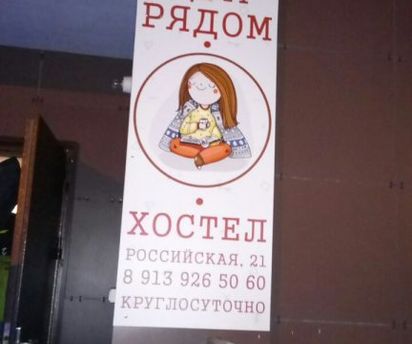 РЯДОМ
ХОСТЕЛ
РОССИЙСКАЯ, 21
8 913 926 50 60
КРУГЛОСУТОЧНО